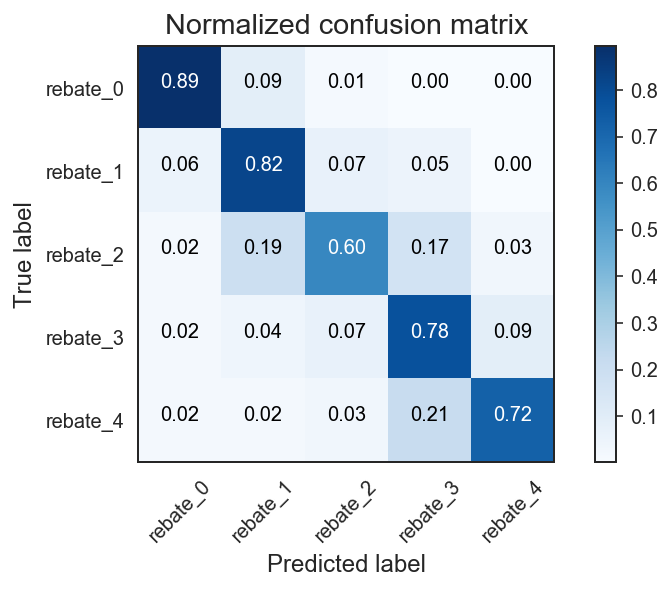 Normalized confusion matrix
True label
rebate_0 0.89 0.09 0.01 0.00 0.00
rebate_1 0.06 0.82 0.07 0.05 0.00
rebate_2 0.02 0.19 0.60 0.17 0.03
rebate_3 0.02 0.04 0.07 0.78 0.09
rebate_4 0.02 0.02 0.03 0.21 0.72
rebate_0 rebate_1 rebate_2 rebate_3 rebate_4
Predicted label
0.8
0.7
0.6
0.5
0.4
0.3
0.2
0.1